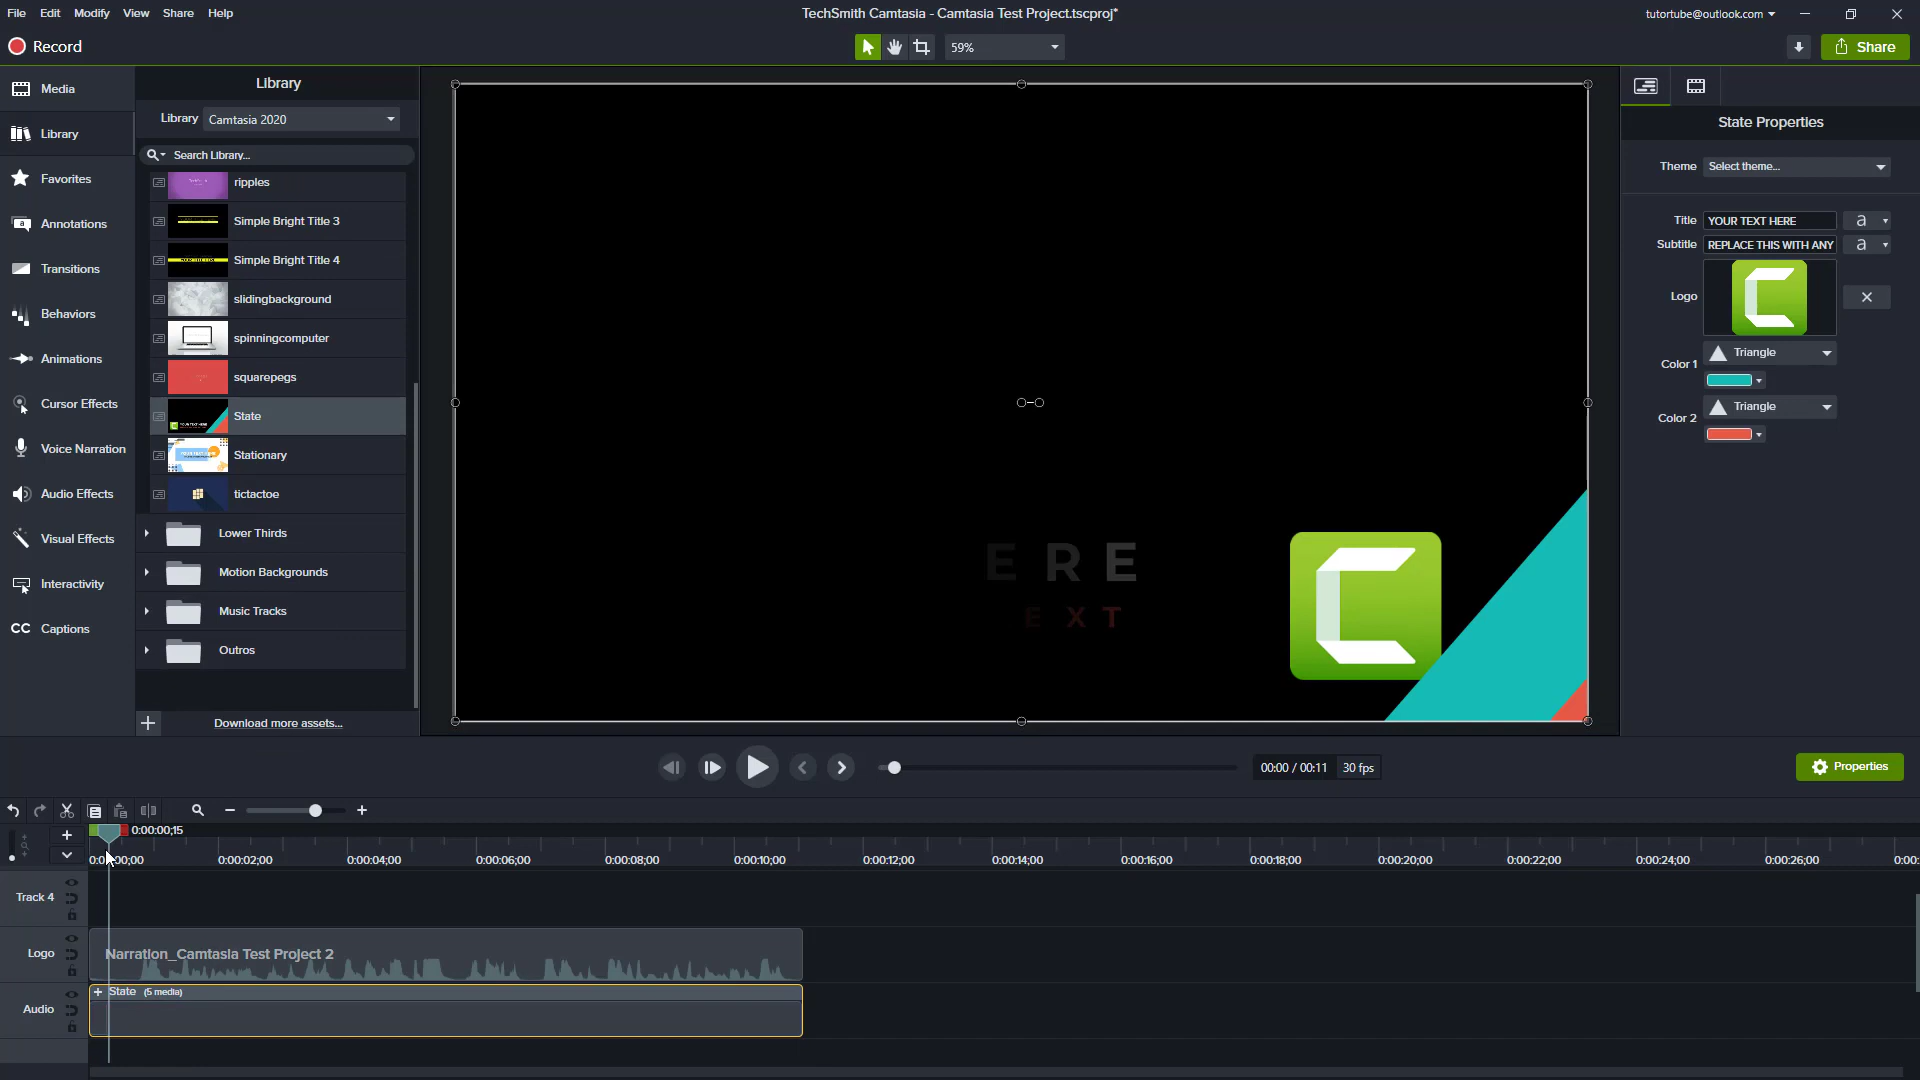 File Edit Modify View Share Help
TechSmith Camtasia - Camtasia Test Project.tscproj*
tutortube@outlook.com
Record
59%
Share
Media
Library
Favorites
Annotations
Transitions
Behaviors
Animations
Cursor Effects
Voice Narration
Audio Effects
Visual Effects
Interactivity
CC Captions
Library
Library Camtasia 2020
Search Library...
ripples
Simple Bright Title 3
Simple Bright Title 4
slidingbackground
spinningcomputer
squarepegs
State
Stationary
tictactoe
Lower Thirds
Motion Backgrounds
Music Tracks
Outros
Download more assets...
E R E
E X T
State Properties
Theme Select theme...
Title YOUR TEXT HERE a
Subtitle REPLACE THIS WITH ANY a
Logo
Color 1 Triangle
Color 2 Triangle
00:00 / 00:11 30 fps
Properties
0:00:00;15
0:00:02;00 0:00:04;00 0:00:06;00 0:00:08;00 0:00:10;00 0:00:12;00 0:00:14;00 0:00:16;00 0:00:18;00 0:00:20;00 0:00:22;00 0:00:24;00 0:00:26;00 0:00:
Track 4
Logo
Narration_Camtasia Test Project 2
Audio
State (5 media)